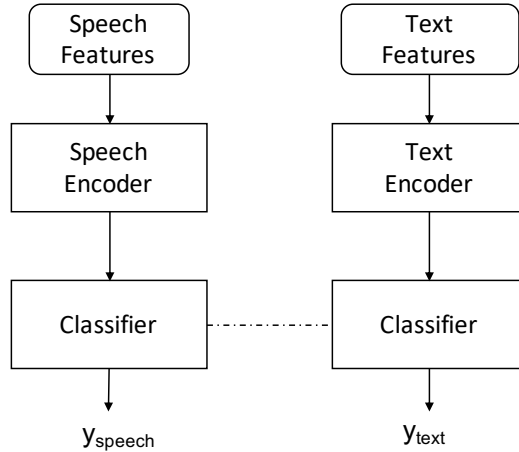 Speech
Features
Text
Features
Speech
Encoder
Text
Encoder
Classifier
Classifier
yspeech
ytext